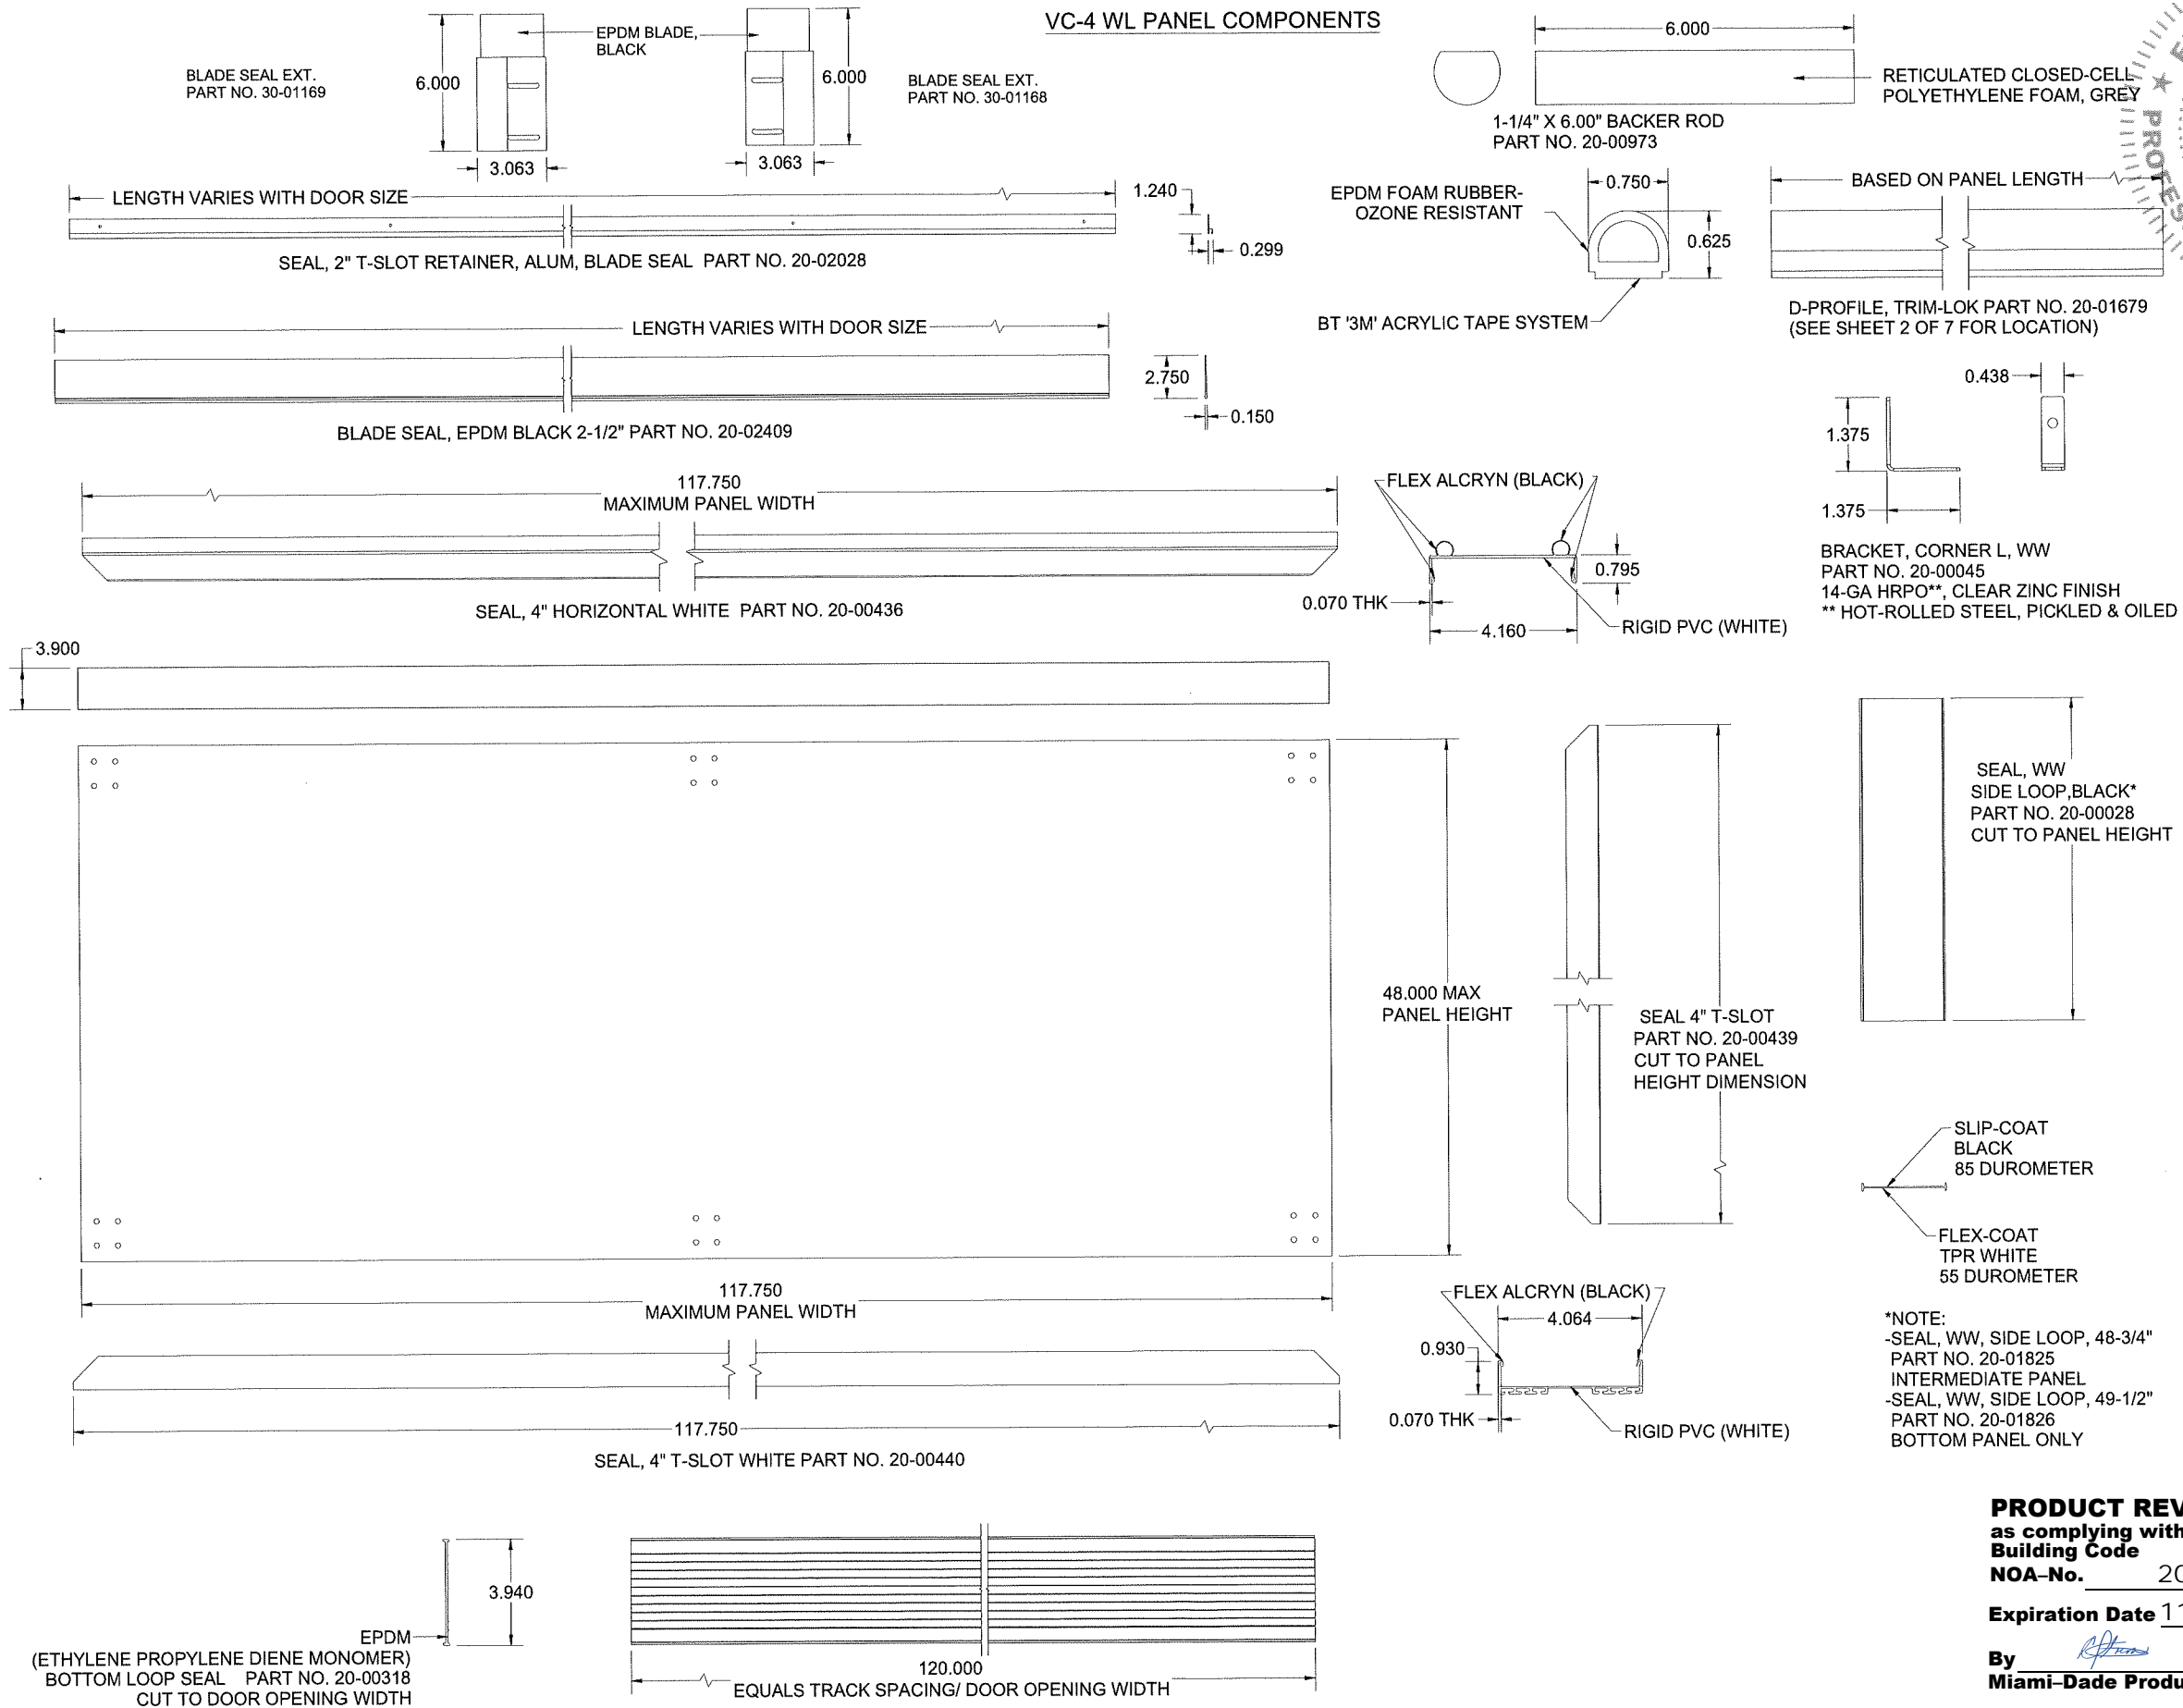 VC-4 WL PANEL COMPONENTS
BLADE SEAL EXT.
PART NO. 30-01169
6.000
3.063
EPDM BLADE,
BLACK
6.000
3.063
BLADE SEAL EXT.
PART NO. 30-01168
6.000
RETICULATED CLOSED-CELL
POLYETHYLENE FOAM, GREY
1-1/4" X 6.00" BACKER ROD
PART NO. 20-00973
LENGTH VARIES WITH DOOR SIZE
1.240
0.299
SEAL, 2" T-SLOT RETAINER, ALUM, BLADE SEAL PART NO. 20-02028
EPDM FOAM RUBBER-
OZONE RESISTANT
0.750
0.625
BT '3M' ACRYLIC TAPE SYSTEM
BASED ON PANEL LENGTH
D-PROFILE, TRIM-LOK PART NO. 20-01679
(SEE SHEET 2 OF 7 FOR LOCATION)
LENGTH VARIES WITH DOOR SIZE
2.750
0.150
BLADE SEAL, EPDM BLACK 2-1/2" PART NO. 20-02409
0.438
1.375
1.375
BRACKET, CORNER L, WW
PART NO. 20-00045
14-GA HRPO**, CLEAR ZINC FINISH
** HOT-ROLLED STEEL, PICKLED & OILED
117.750
MAXIMUM PANEL WIDTH
SEAL, 4" HORIZONTAL WHITE PART NO. 20-00436
FLEX ALCRYN (BLACK)
0.795
0.070 THK
4.160
RIGID PVC (WHITE)
3.900
48.000 MAX
PANEL HEIGHT
117.750
MAXIMUM PANEL WIDTH
SEAL 4" T-SLOT
PART NO. 20-00439
CUT TO PANEL
HEIGHT DIMENSION
SEAL, WW
SIDE LOOP,BLACK*
PART NO. 20-00028
CUT TO PANEL HEIGHT
SLIP-COAT
BLACK
85 DUROMETER
FLEX-COAT
TPR WHITE
55 DUROMETER
117.750
SEAL, 4" T-SLOT WHITE PART NO. 20-00440
FLEX ALCRYN (BLACK)
4.064
0.930
0.070 THK
RIGID PVC (WHITE)
*NOTE:
-SEAL, WW, SIDE LOOP, 48-3/4"
PART NO. 20-01825
INTERMEDIATE PANEL
-SEAL, WW, SIDE LOOP, 49-1/2"
PART NO. 20-01826
BOTTOM PANEL ONLY
3.940
EPDM
(ETHYLENE PROPYLENE DIENE MONOMER)
BOTTOM LOOP SEAL PART NO. 20-00318
CUT TO DOOR OPENING WIDTH
120.000
EQUALS TRACK SPACING/ DOOR OPENING WIDTH
PRODUCT REV
as complying with
Building Code
NOA–No. 20
Expiration Date 11
By
Miami–Dade Produ
PROFES